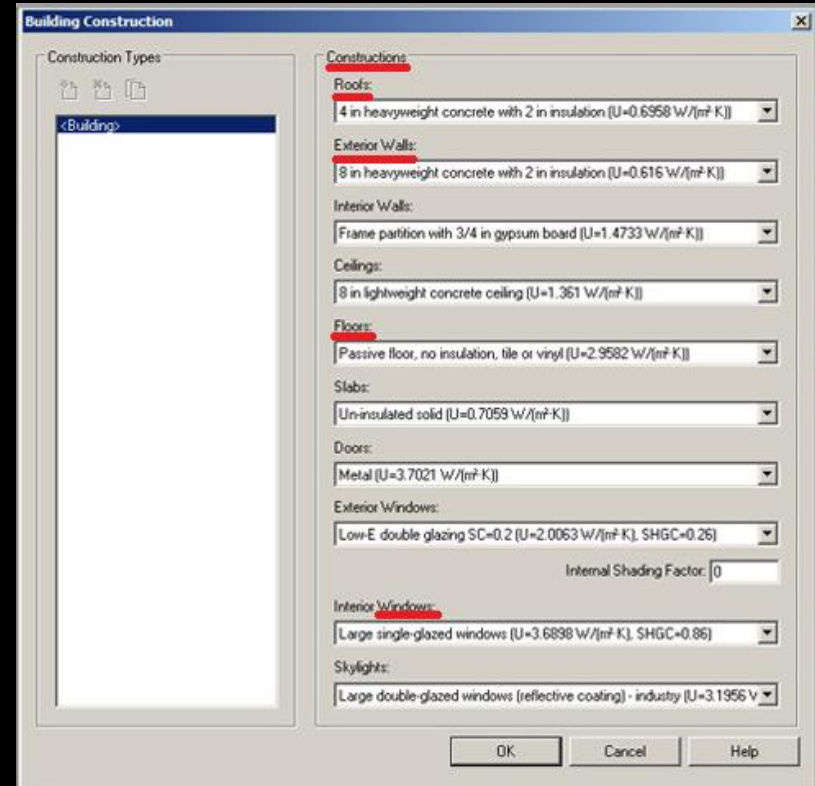 Building Construction
Construction Types
<Building>
Constructions
Roofs:
4 in heavyweight concrete with 2 in insulation (U=0.6958 W/(m²·K))
Exterior Walls:
8 in heavyweight concrete with 2 in insulation (U=0.616 W/(m²·K))
Interior Walls:
Frame partition with 3/4 in gypsum board (U=1.4733 W/(m²·K))
Ceilings:
8 in lightweight concrete ceiling (U=1.361 W/(m²·K))
Floors:
Passive floor, no insulation, tile or vinyl (U=2.9582 W/(m²·K))
Slabs:
Un-insulated solid (U=0.7059 W/(m²·K))
Doors:
Metal (U=3.7021 W/(m²·K))
Exterior Windows:
Low-E double glazing SC=0.2 (U=2.0063 W/(m²·K), SHGC=0.26)
Internal Shading Factor: 0
Interior Windows:
Large single-glazed windows (U=3.6898 W/(m²·K), SHGC=0.86)
Skylights:
Large double-glazed windows (reflective coating) - industry (U=3.1956 V
OK Cancel Help